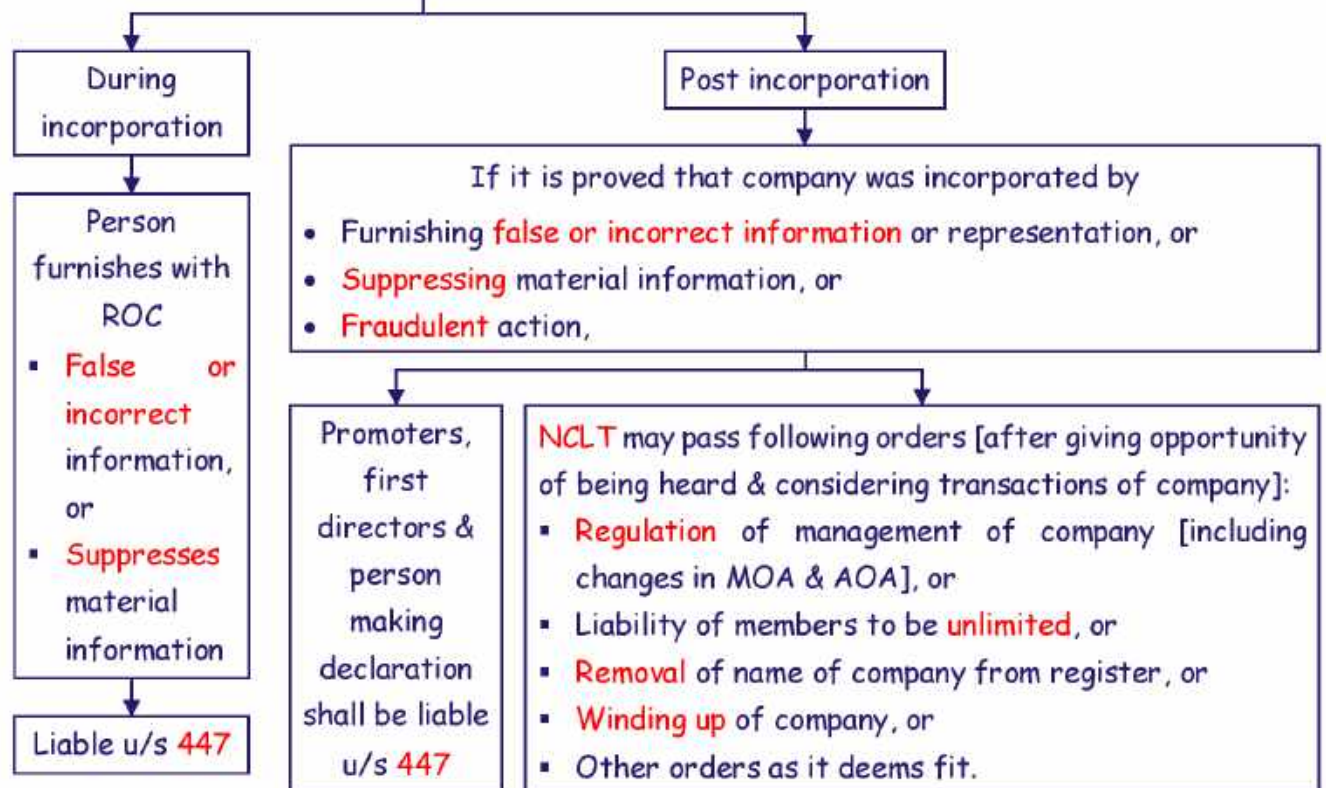 During
incorporation
Post incorporation
Person
furnishes with
ROC
▪ False or
incorrect
information,
or
▪ Suppresses
material
information
Liable u/s 447
If it is proved that company was incorporated by
• Furnishing false or incorrect information or representation, or
• Suppressing material information, or
• Fraudulent action,
Promoters,
first
directors &
person
making
declaration
shall be liable
u/s 447
NCLT may pass following orders [after giving opportunity
of being heard & considering transactions of company]:
▪ Regulation of management of company [including
changes in MOA & AOA], or
▪ Liability of members to be unlimited, or
▪ Removal of name of company from register, or
▪ Winding up of company, or
▪ Other orders as it deems fit.